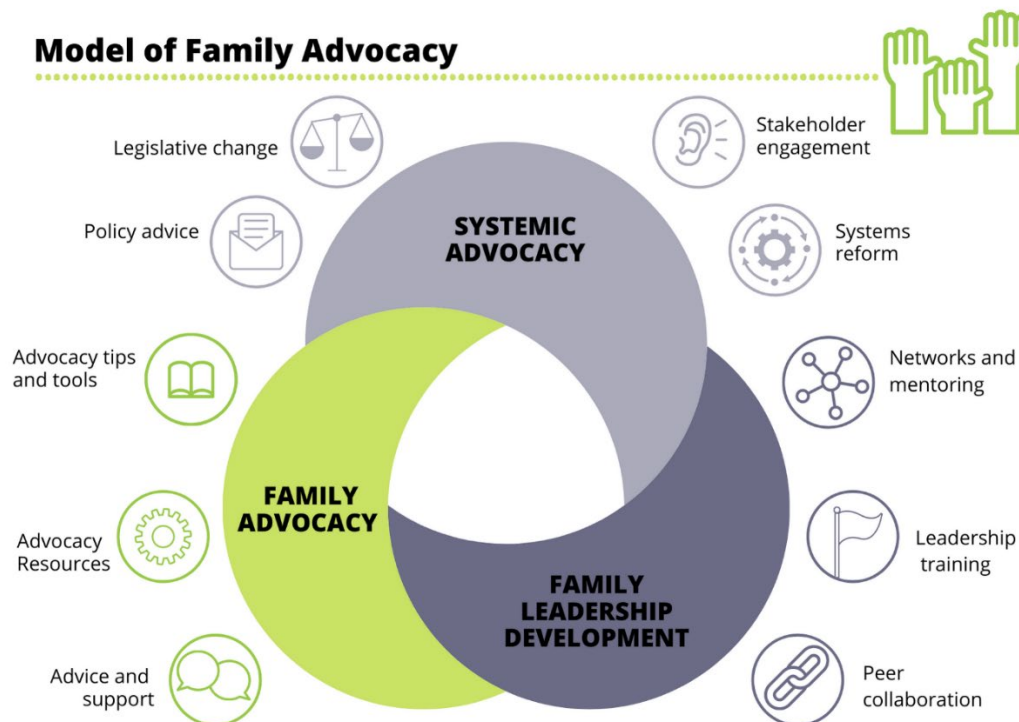 Model of Family Advocacy
Legislative change
Policy advice
Stakeholder
engagement
Systems
reform
SYSTEMIC
ADVOCACY
Advocacy tips
and tools
Advocacy
Resources
Advice and
support
FAMILY
ADVOCACY
Networks and
mentoring
Leadership
training
Peer
collaboration
FAMILY
LEADERSHIP
DEVELOPMENT